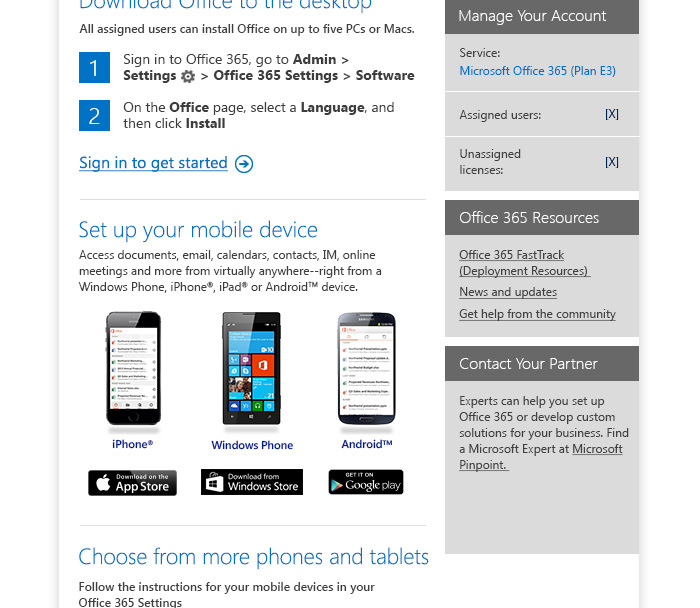 Download Office to the desktop
All assigned users can install Office on up to five PCs or Macs.
1
Sign in to Office 365, go to Admin >
Settings > Office 365 Settings > Software
2
On the Office page, select a Language, and
then click Install
Sign in to get started
Set up your mobile device
Access documents, email, calendars, contacts, IM, online
meetings and more from virtually anywhere--right from a
Windows Phone, iPhone®, iPad® or Android™ device.
iPhone®
Windows Phone
Android™
Download on the
App Store
Download from
Windows Store
GET IT ON
Google play
Choose from more phones and tablets
Follow the instructions for your mobile devices in your
Office 365 Settings
Manage Your Account
Service:
Microsoft Office 365 (Plan E3)
Assigned users: [X]
Unassigned
licenses: [X]
Office 365 Resources
Office 365 FastTrack
(Deployment Resources)
News and updates
Get help from the community
Contact Your Partner
Experts can help you set up
Office 365 or develop custom
solutions for your business. Find
a Microsoft Expert at Microsoft
Pinpoint.